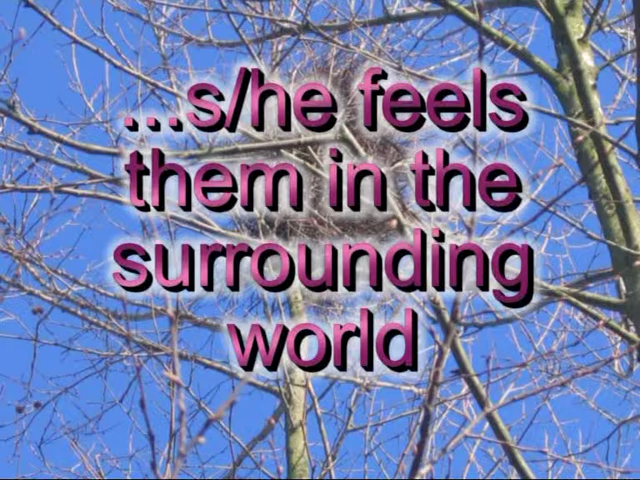 ...s/he feels
them in the
surrounding
world